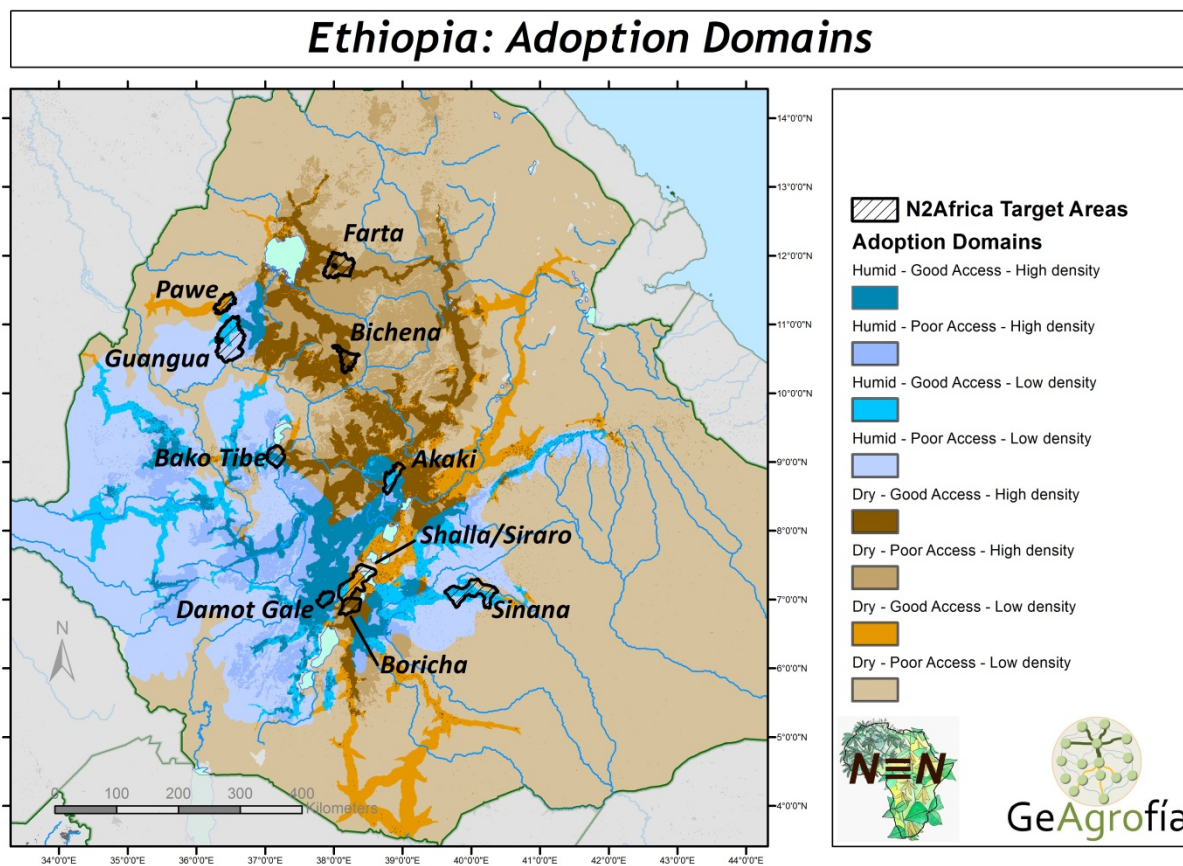 Ethiopia: Adoption Domains
14°0'0"N
13°0'0"N
12°0'0"N
11°0'0"N
10°0'0"N
9°0'0"N
8°0'0"N
7°0'0"N
6°0'0"N
5°0'0"N
4°0'0"N
Farta
Pawe
Bichena
Guangua
Bako Tibe
Akaki
Shalla/Siraro
Damot Gale
Sinana
Boricha
N
0 100 200 300 400
Kilometers
34°0'0"E 35°0'0"E 36°0'0"E 37°0'0"E 38°0'0"E 39°0'0"E 40°0'0"E 41°0'0"E 42°0'0"E 43°0'0"E 44°0'0"E
N2Africa Target Areas
Adoption Domains
Humid - Good Access - High density
Humid - Poor Access - High density
Humid - Good Access - Low density
Humid - Poor Access - Low density
Dry - Good Access - High density
Dry - Poor Access - High density
Dry - Good Access - Low density
Dry - Poor Access - Low density
N≡N
GeAgrofía